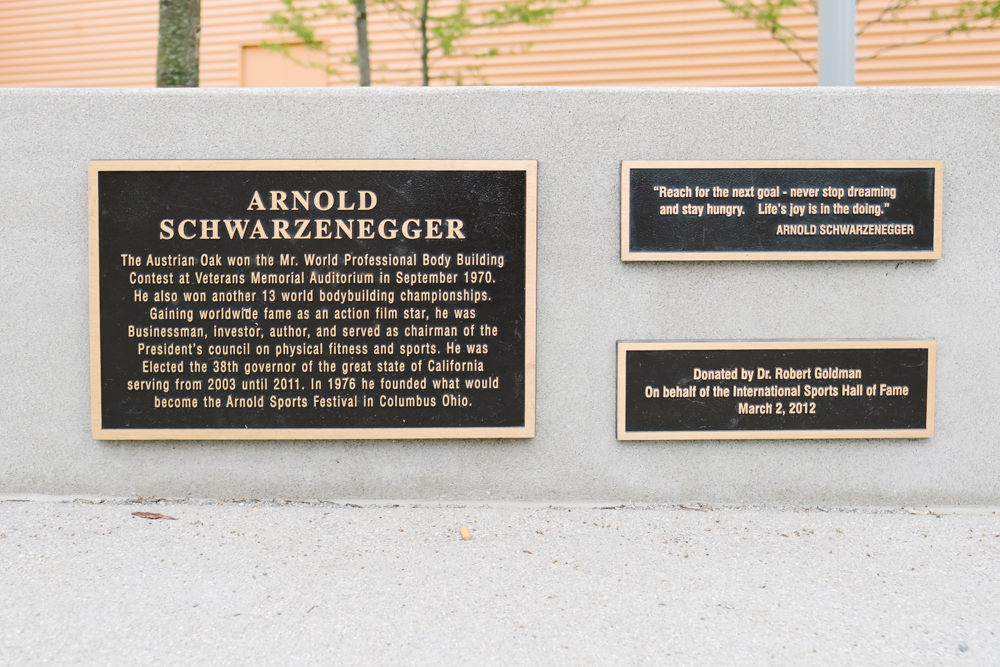 ARNOLD
SCHWARZENEGGER
The Austrian Oak won the Mr. World Professional Body Building
Contest at Veterans Memorial Auditorium in September 1970.
He also won another 13 world bodybuilding championships.
Gaining worldwide fame as an action film star, he was
Businessman, investor, author, and served as chairman of the
President's council on physical fitness and sports. He was
Elected the 38th governor of the great state of California
serving from 2003 until 2011. In 1976 he founded what would
become the Arnold Sports Festival in Columbus Ohio.
"Reach for the next goal - never stop dreaming
and stay hungry. Life's joy is in the doing."
ARNOLD SCHWARZENEGGER
Donated by Dr. Robert Goldman
On behalf of the International Sports Hall of Fame
March 2, 2012